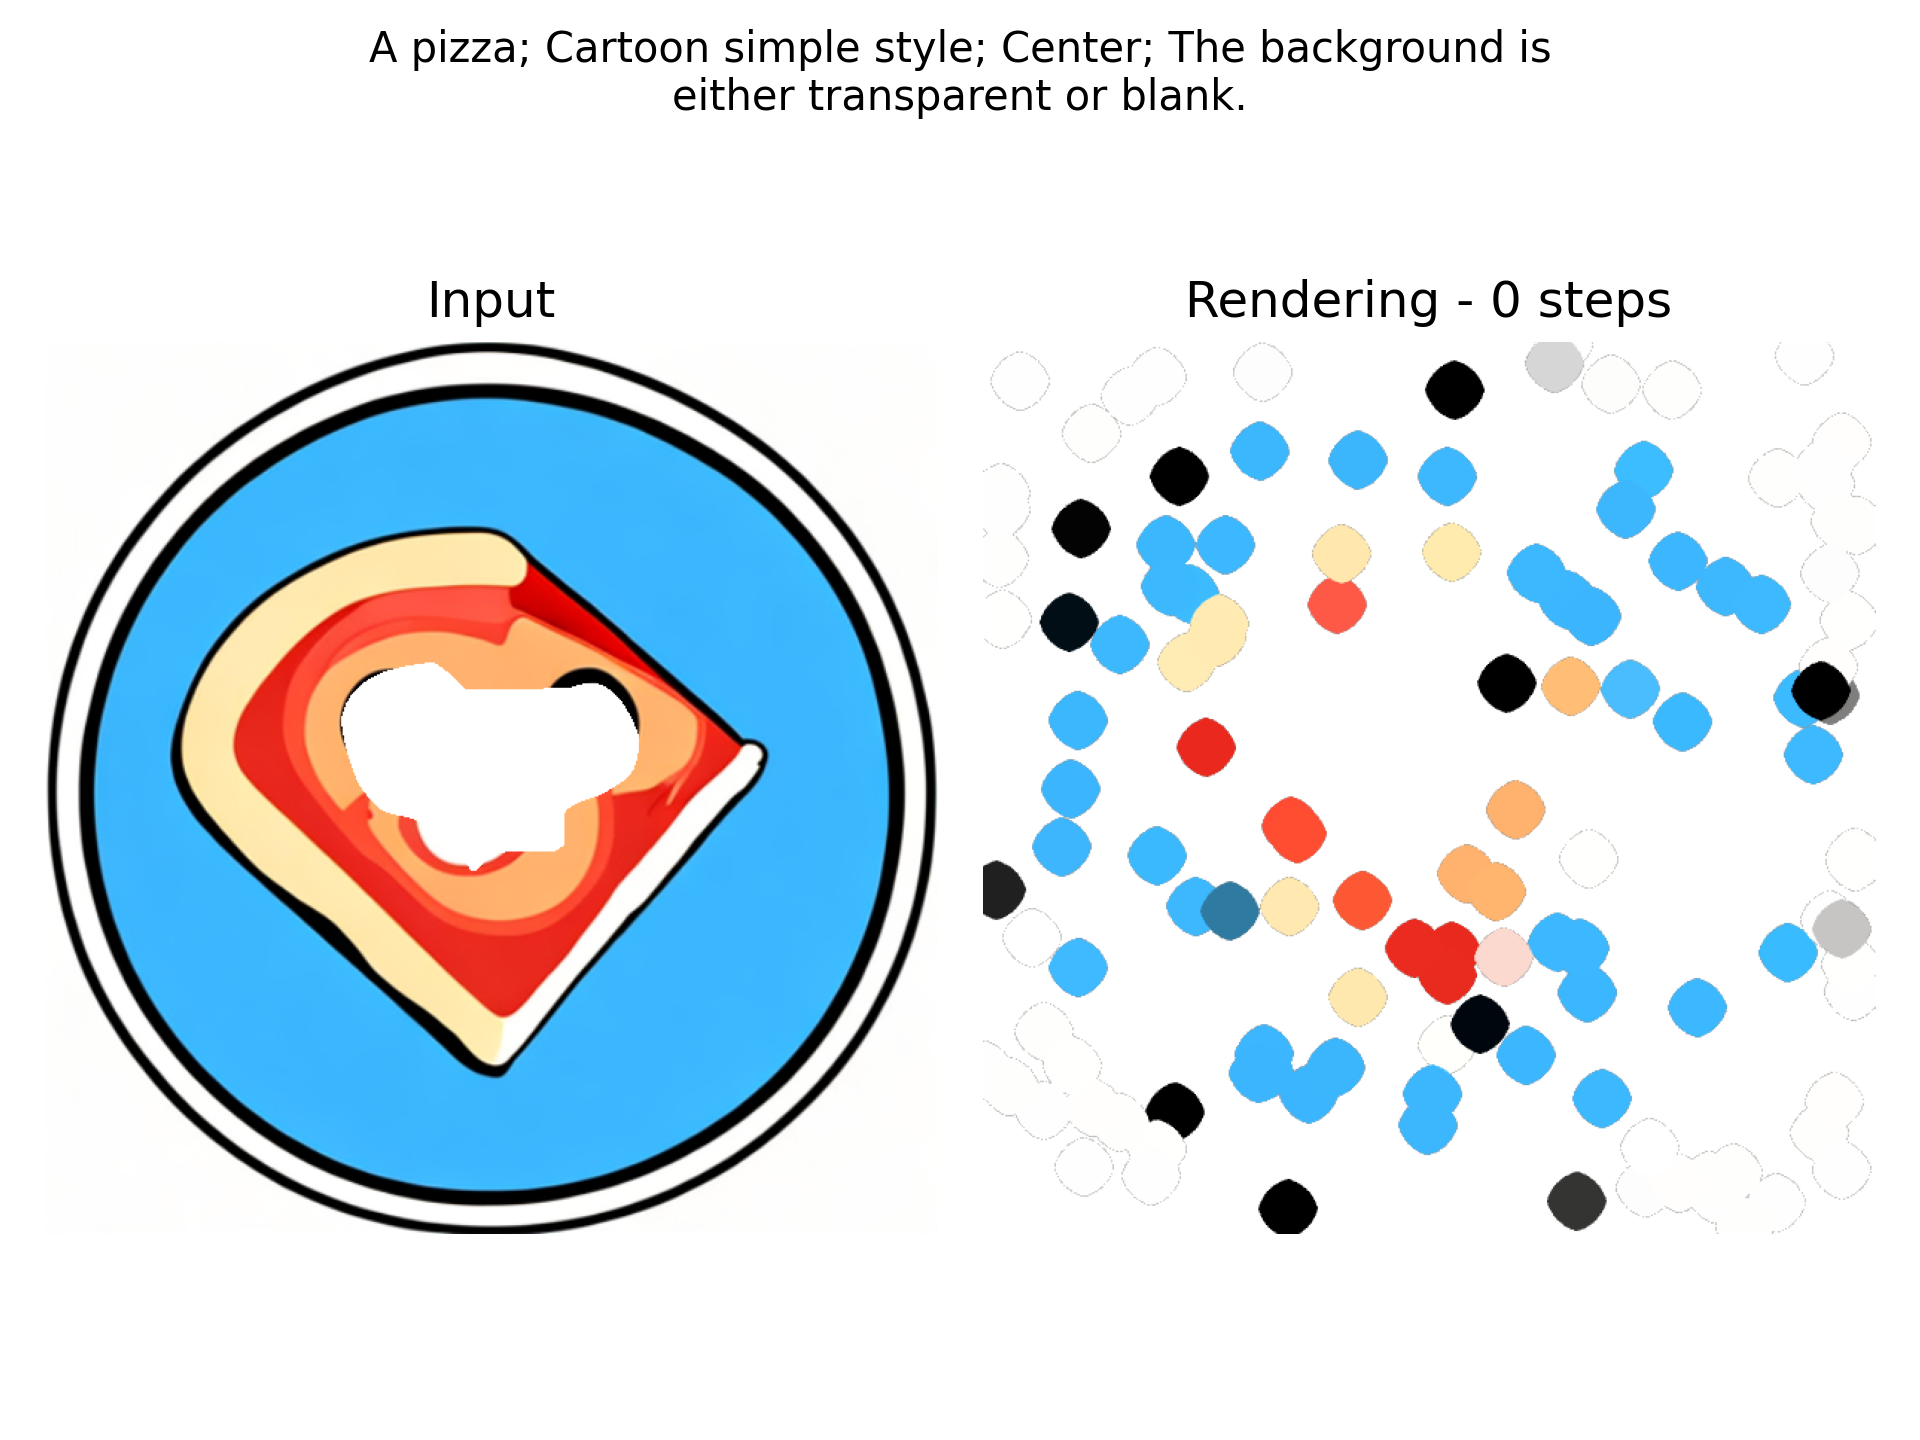 A pizza; Cartoon simple style; Center; The background is
either transparent or blank.
Input
Rendering - 0 steps